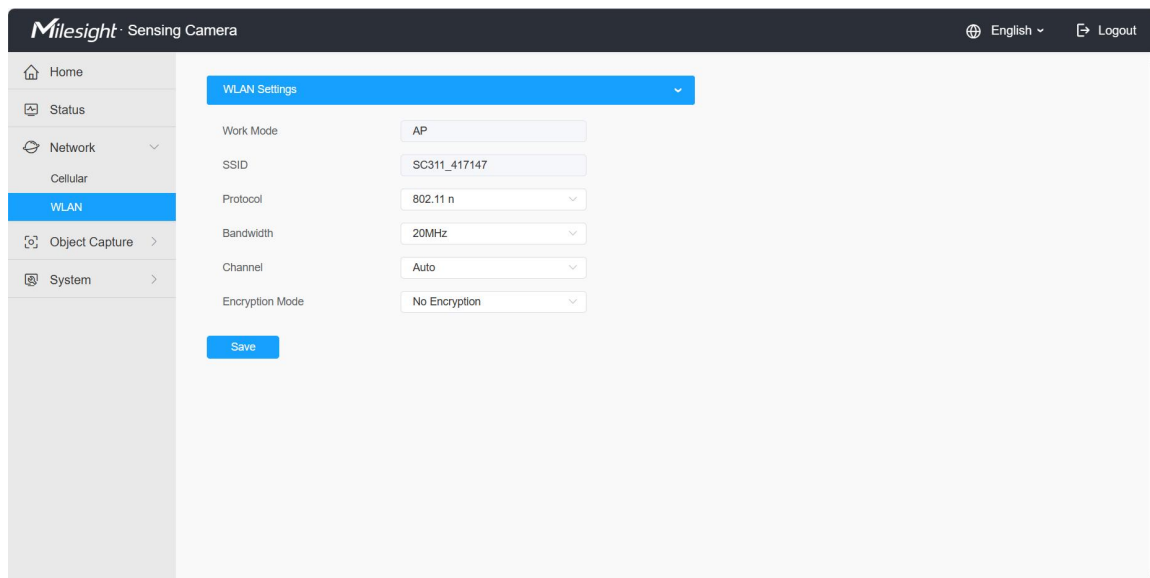 Milesight · Sensing Camera
English
Logout
Home
Status
Network
Cellular
WLAN
Object Capture
System
WLAN Settings
Work Mode AP
SSID SC311_417147
Protocol 802.11 n
Bandwidth 20MHz
Channel Auto
Encryption Mode No Encryption
Save